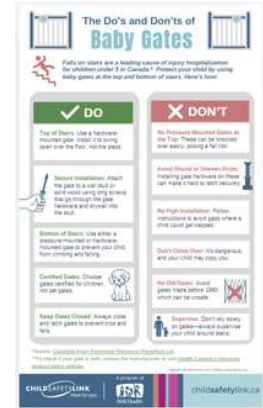 The Do's and Don'ts of
Baby Gates
Falls on stairs are a leading cause of injury hospitalization
for children under 5 in Canada.* Protect your child by using
baby gates at the top and bottom of stairs. Here's how:
DO
Top of Stairs: Use a hardware-
mounted gate. Install it to swing
open over the floor, not the steps.
Secure Installation: Attach
the gate to a wall stud or
solid wood using long screws
that go through the gate
hardware and drywall into
the stud.
Bottom of Stairs: Use either a
pressure-mounted or hardware-
mounted gate to prevent your child
from climbing and falling.
Certified Gates: Choose
gates certified for children,
not pet gates.
Keep Gates Closed: Always close
and latch gates to prevent trips and
falls.
DON'T
No Pressure-Mounted Gates at
the Top: These can be knocked
over easily, posing a fall risk.
Avoid Round or Uneven Posts:
Installing gate hardware on these
can make it hard to latch securely.
No High Installation: Follow
instructions to avoid gaps where a
child could get trapped.
Don't Climb Over: It's dangerous
and your child may copy you.
No Old Gates: Avoid
gates made before 1990,
which can be unsafe.
Supervise: Don't rely solely
on gates—always supervise
your child around stairs.
A program of
CHILD SAFETY LINK
IWK Health
childsafetylink.ca